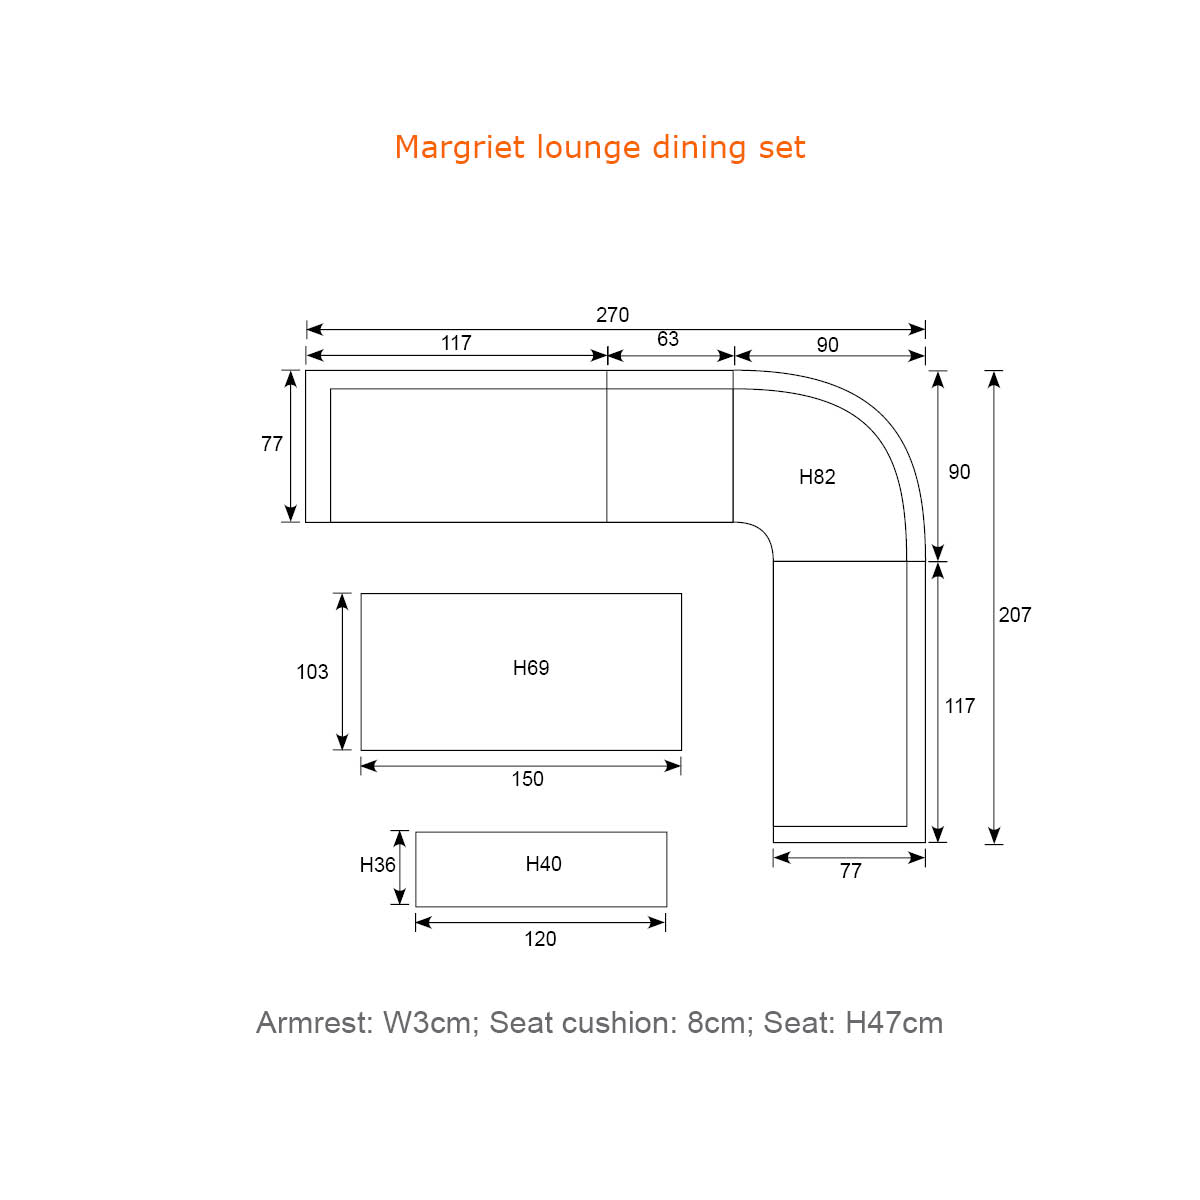 Margriet lounge dining set
270
117
63
90
77
H82
90
207
103
H69
117
150
H36
H40
77
120
Armrest: W3cm; Seat cushion: 8cm; Seat: H47cm